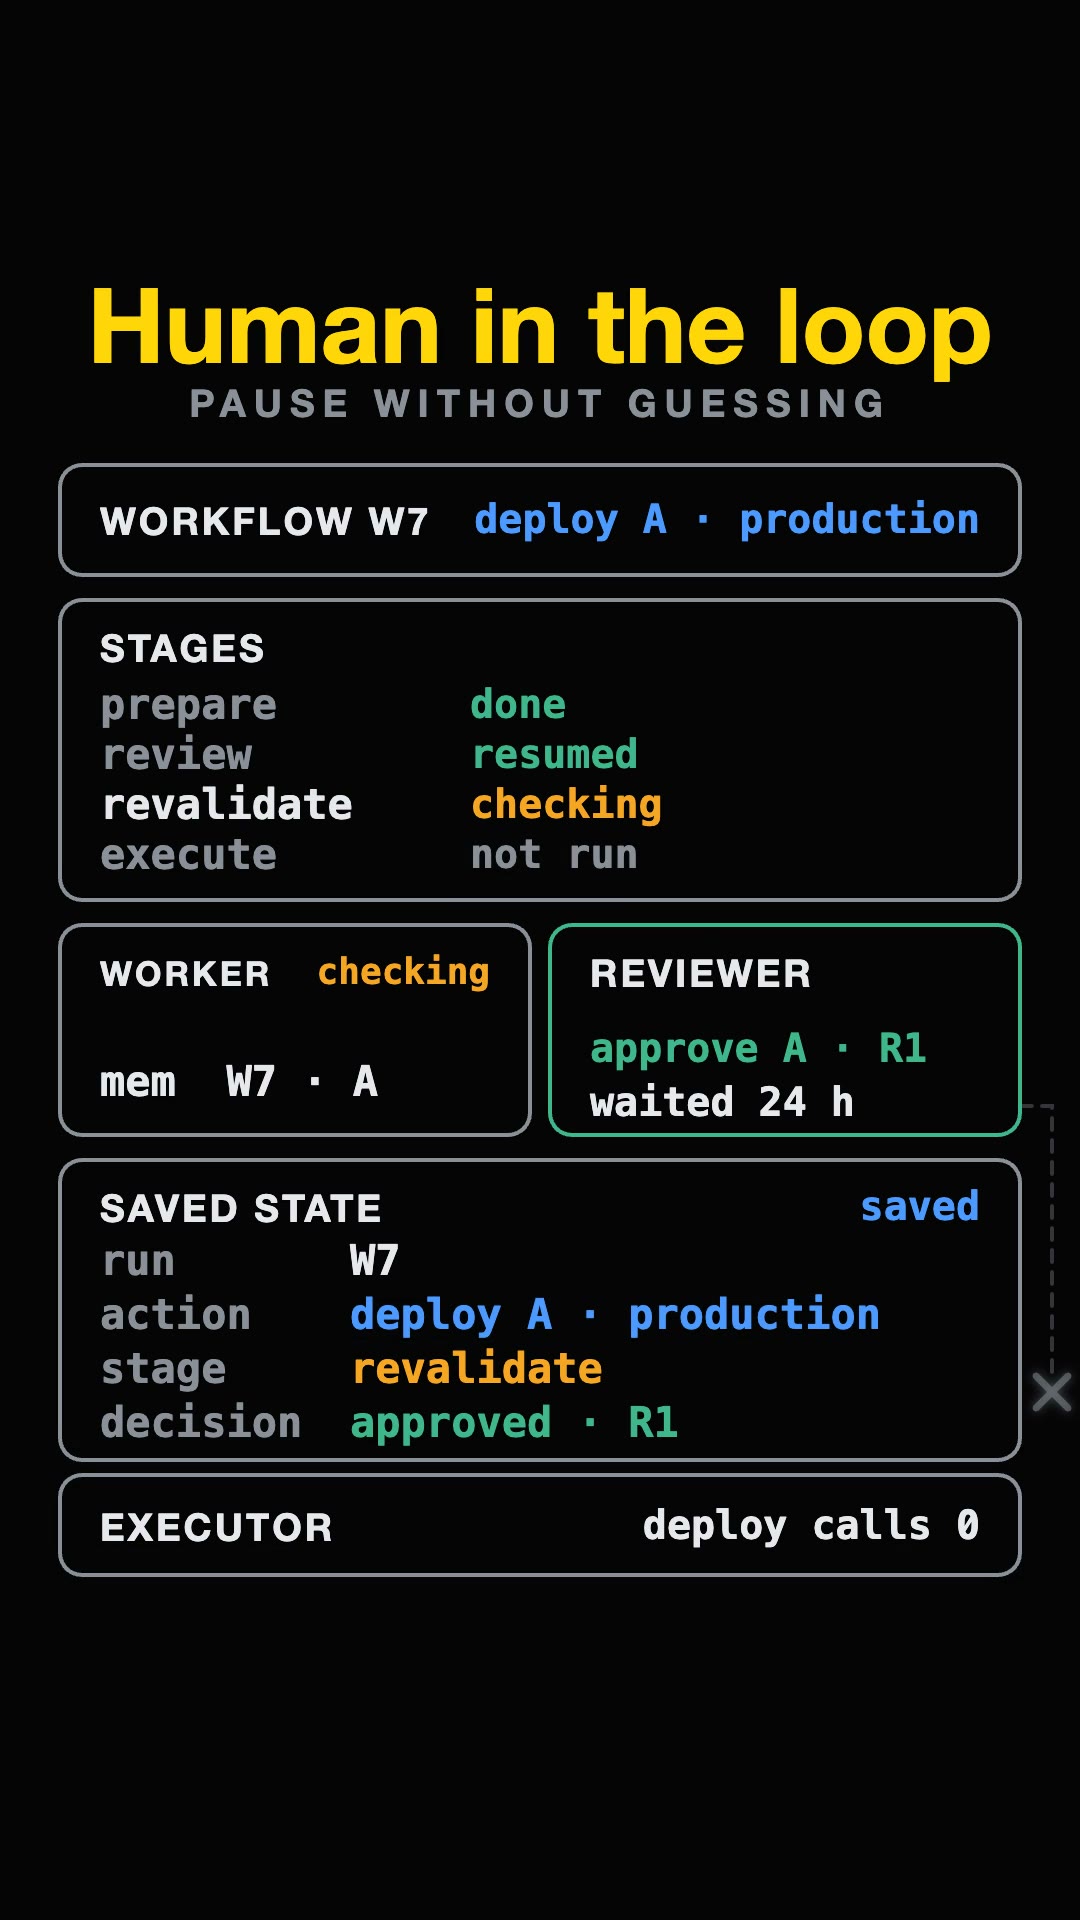 Human in the loop
PAUSE WITHOUT GUESSING
WORKFLOW W7 deploy A · production
STAGES
prepare done
review resumed
revalidate checking
execute not run
WORKER checking
mem W7 · A
REVIEWER
approve A · R1
waited 24 h
SAVED STATE saved
run W7
action deploy A · production
stage revalidate
decision approved · R1
EXECUTOR deploy calls 0